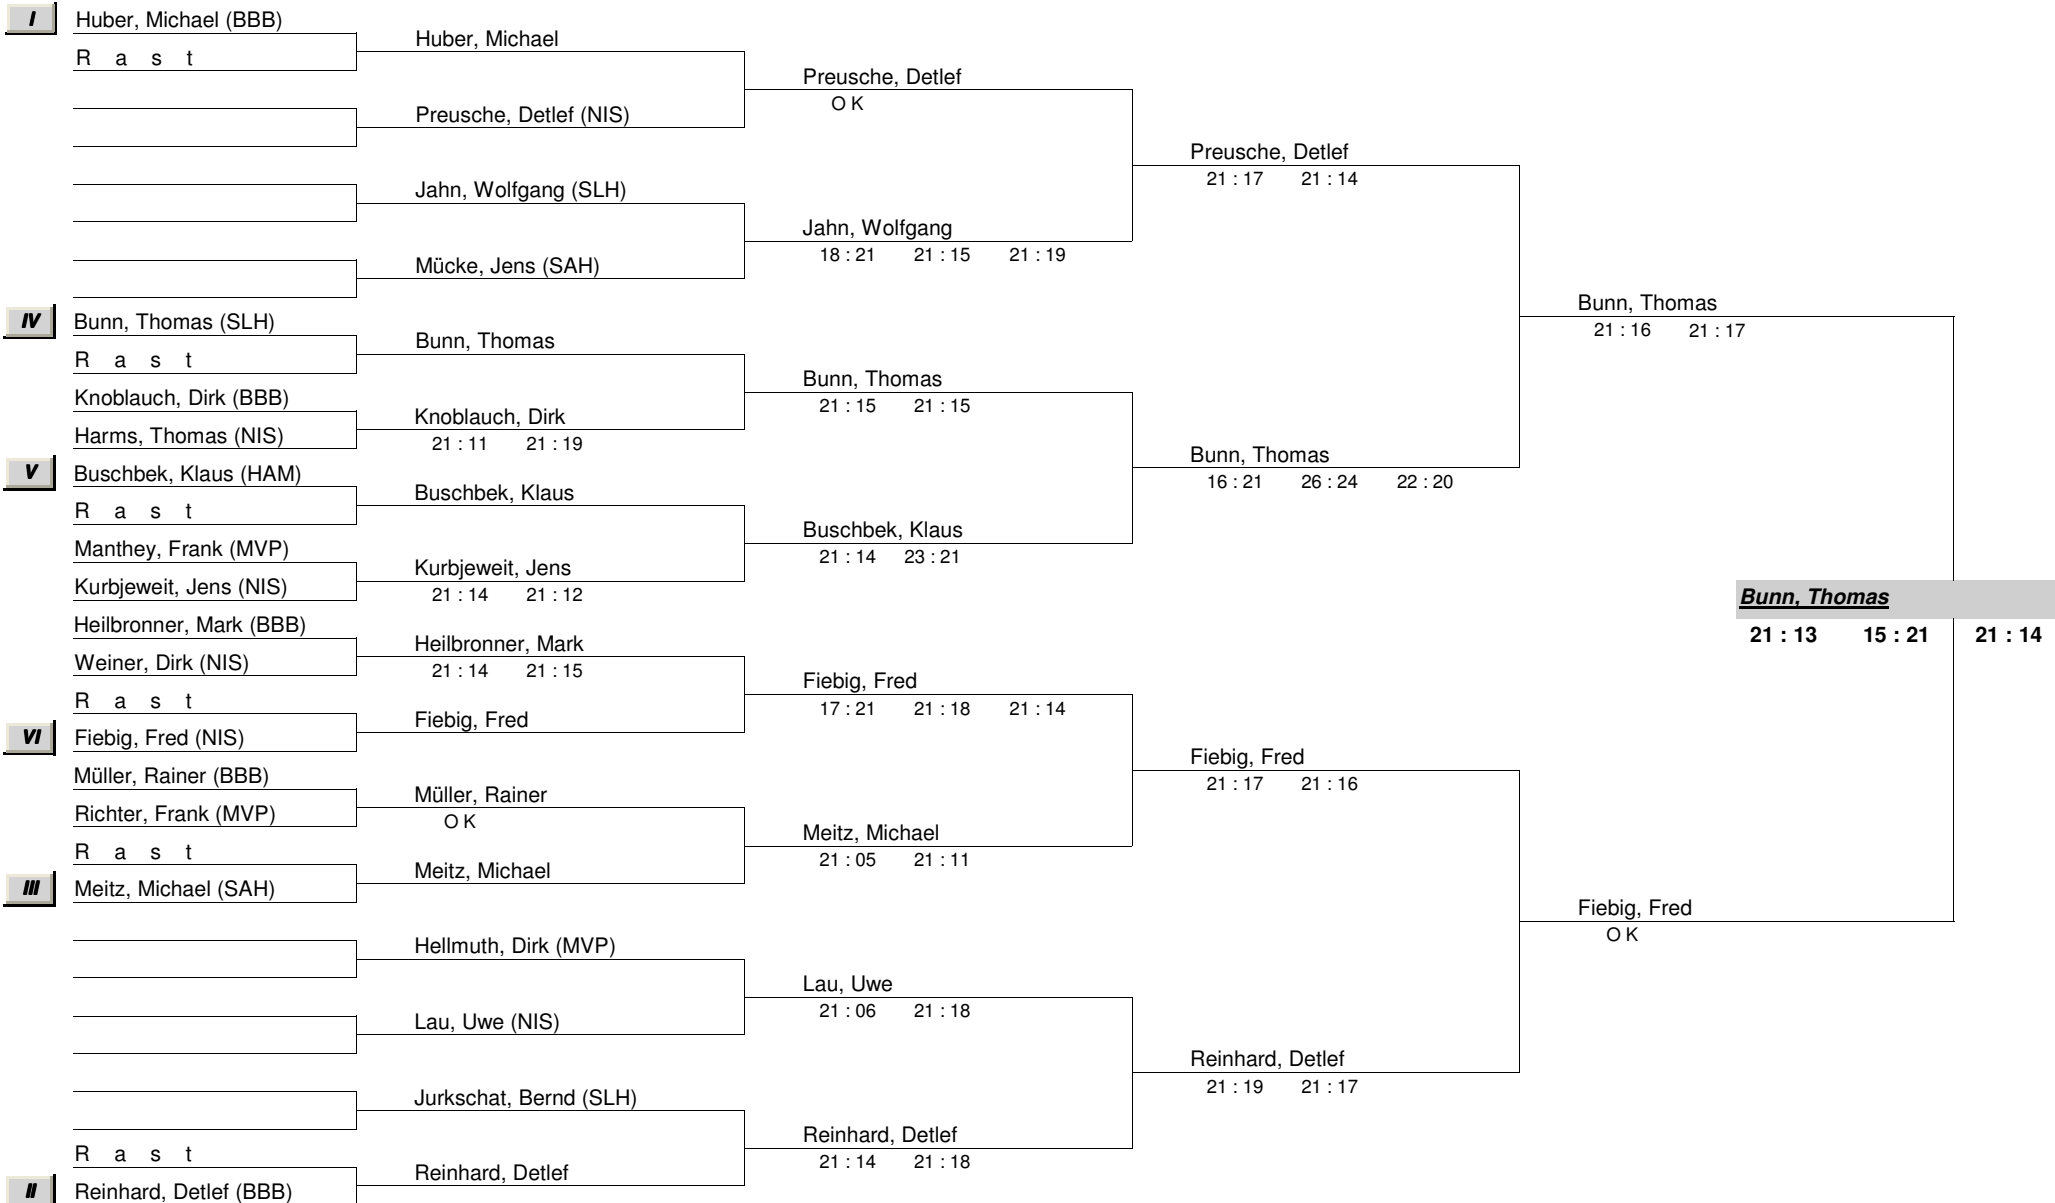 I
Huber, Michael (BBB)
R a s t
IV
Bunn, Thomas (SLH)
R a s t
Knoblauch, Dirk (BBB)
Harms, Thomas (NIS)
V
Buschbek, Klaus (HAM)
R a s t
Manthey, Frank (MVP)
Kurbjeweit, Jens (NIS)
Heilbronner, Mark (BBB)
Weiner, Dirk (NIS)
R a s t
VI
Fiebig, Fred (NIS)
Müller, Rainer (BBB)
Richter, Frank (MVP)
R a s t
III
Meitz, Michael (SAH)
R a s t
II
Reinhard, Detlef (BBB)
Huber, Michael
Preusche, Detlef (NIS)
Jahn, Wolfgang (SLH)
Mücke, Jens (SAH)
Bunn, Thomas
Knoblauch, Dirk
21 : 11 21 : 19
Buschbek, Klaus
Kurbjeweit, Jens
21 : 14 21 : 12
Heilbronner, Mark
21 : 14 21 : 15
Fiebig, Fred
Müller, Rainer
O K
Meitz, Michael
Hellmuth, Dirk (MVP)
Lau, Uwe (NIS)
Jurkschat, Bernd (SLH)
Reinhard, Detlef
Preusche, Detlef
O K
Jahn, Wolfgang
18 : 21 21 : 15 21 : 19
Bunn, Thomas
21 : 15 21 : 15
Buschbek, Klaus
21 : 14 23 : 21
Fiebig, Fred
17 : 21 21 : 18 21 : 14
Meitz, Michael
21 : 05 21 : 11
Lau, Uwe
21 : 06 21 : 18
Reinhard, Detlef
21 : 14 21 : 18
Preusche, Detlef
21 : 17 21 : 14
Bunn, Thomas
16 : 21 26 : 24 22 : 20
Fiebig, Fred
21 : 17 21 : 16
Reinhard, Detlef
21 : 19 21 : 17
Bunn, Thomas
21 : 16 21 : 17
Fiebig, Fred
O K
Bunn, Thomas
21 : 13 15 : 21 21 : 14